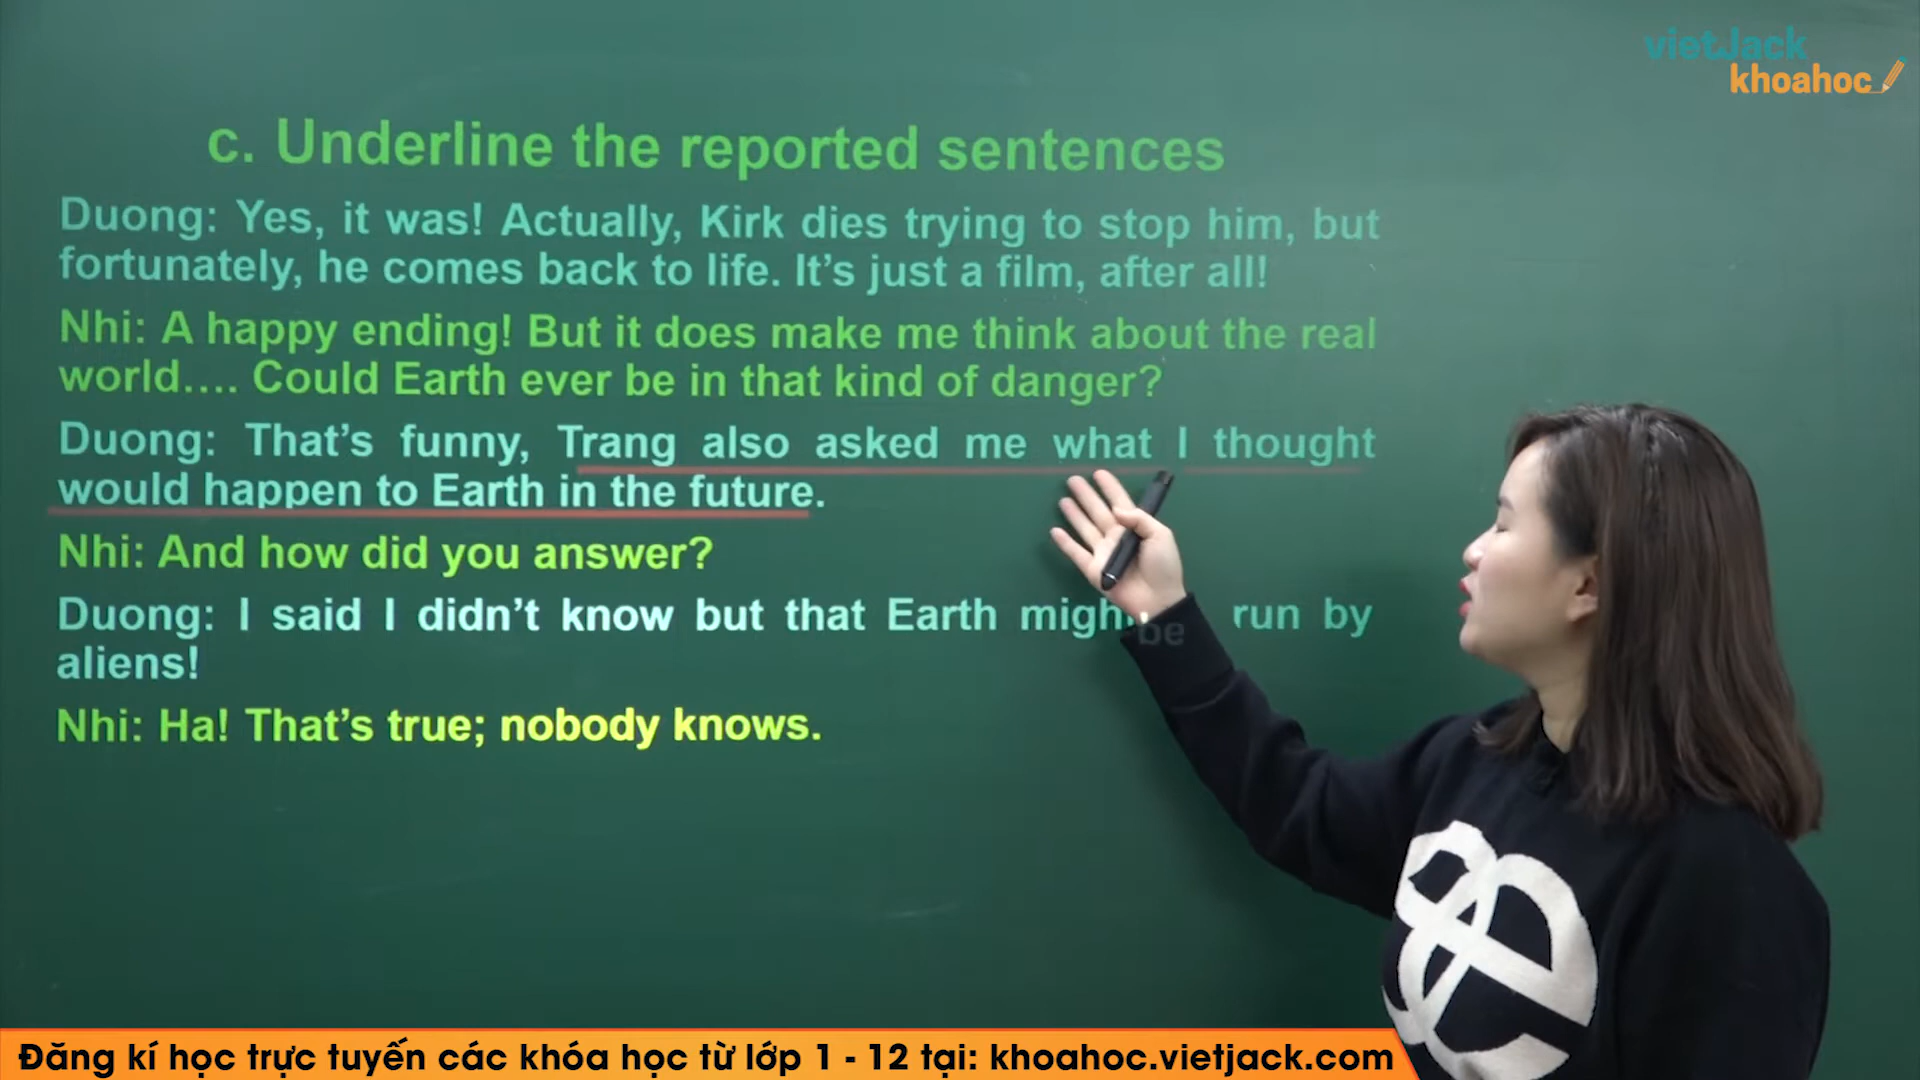 vietJack
khoahoc
c. Underline the reported sentences
Duong: Yes, it was! Actually, Kirk dies trying to stop him, but
fortunately, he comes back to life. It's just a film, after all!
Nhi: A happy ending! But it does make me think about the real
world.... Could Earth ever be in that kind of danger?
Duong: That's funny, Trang also asked me what I thought
would happen to Earth in the future.
Nhi: And how did you answer?
Duong: I said I didn't know but that Earth might be run by
aliens!
Nhi: Ha! That's true; nobody knows.
Đăng kí học trực tuyến các khóa học từ lớp 1 - 12 tại: khoahoc.vietjack.com